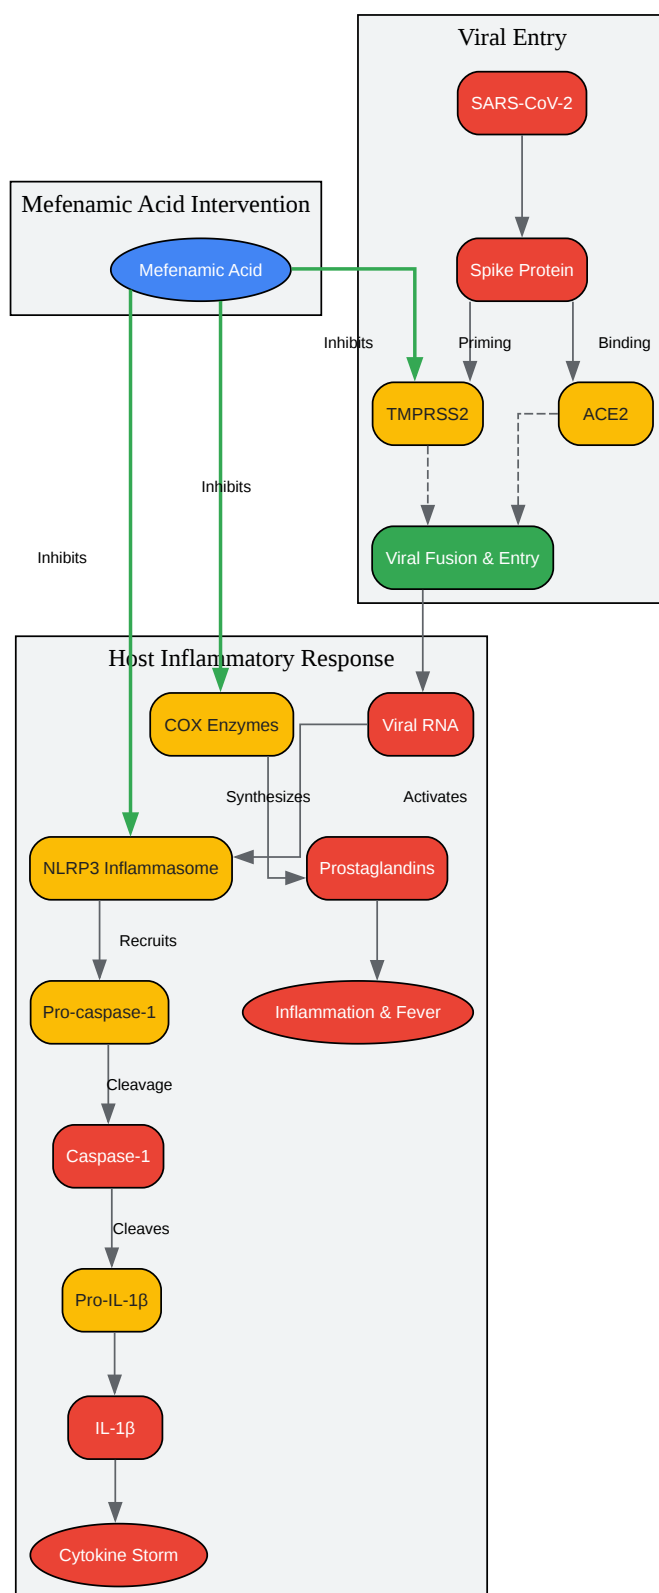 Viral Entry
SARS-CoV-2
Mefenamic Acid Intervention
Mefenamic Acid
Spike Protein
Inhibits
Priming
Binding
TMPRSS2
ACE2
Inhibits
Inhibits
Viral Fusion & Entry
Host Inflammatory Response
COX Enzymes
Viral RNA
Synthesizes
Activates
NLRP3 Inflammasome
Prostaglandins
Recruits
Pro-caspase-1
Inflammation & Fever
Cleavage
Caspase-1
Cleaves
Pro-IL-1β
IL-1β
Cytokine Storm